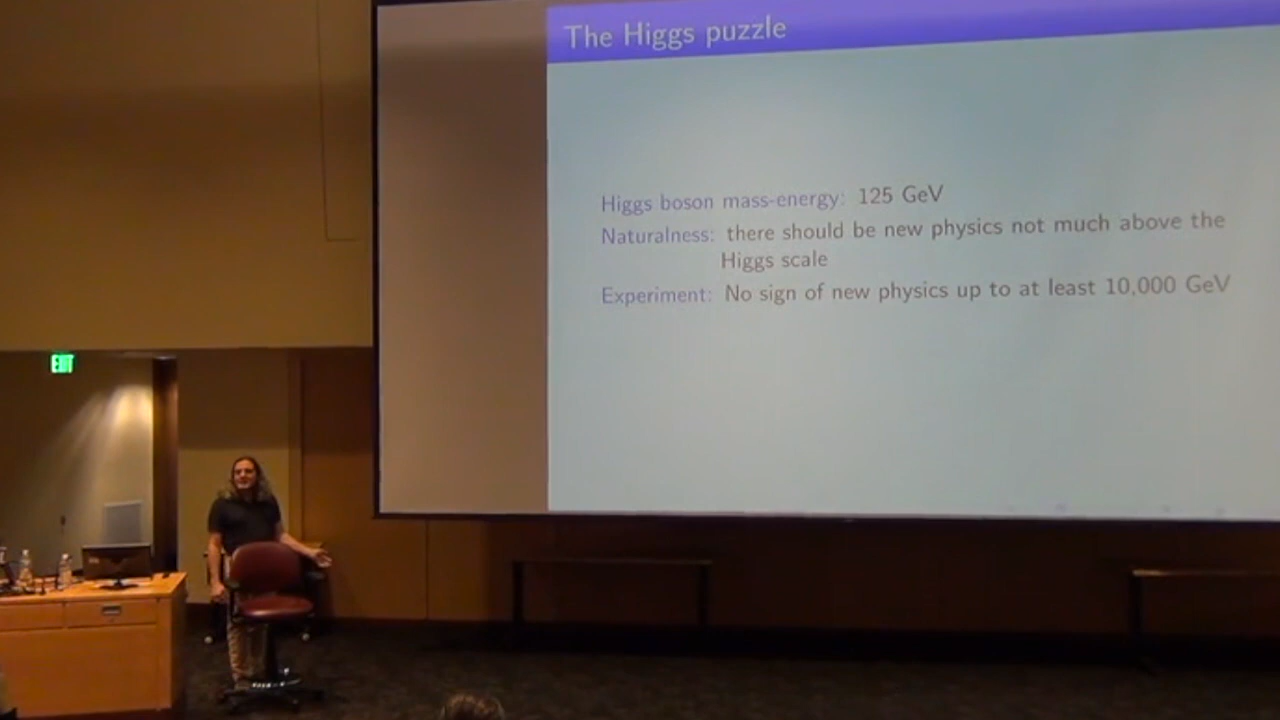 The Higgs puzzle
Higgs boson mass-energy: 125 GeV
Naturalness: there should be new physics not much above the
Higgs scale
Experiment: No sign of new physics up to at least 10,000 GeV
EXIT